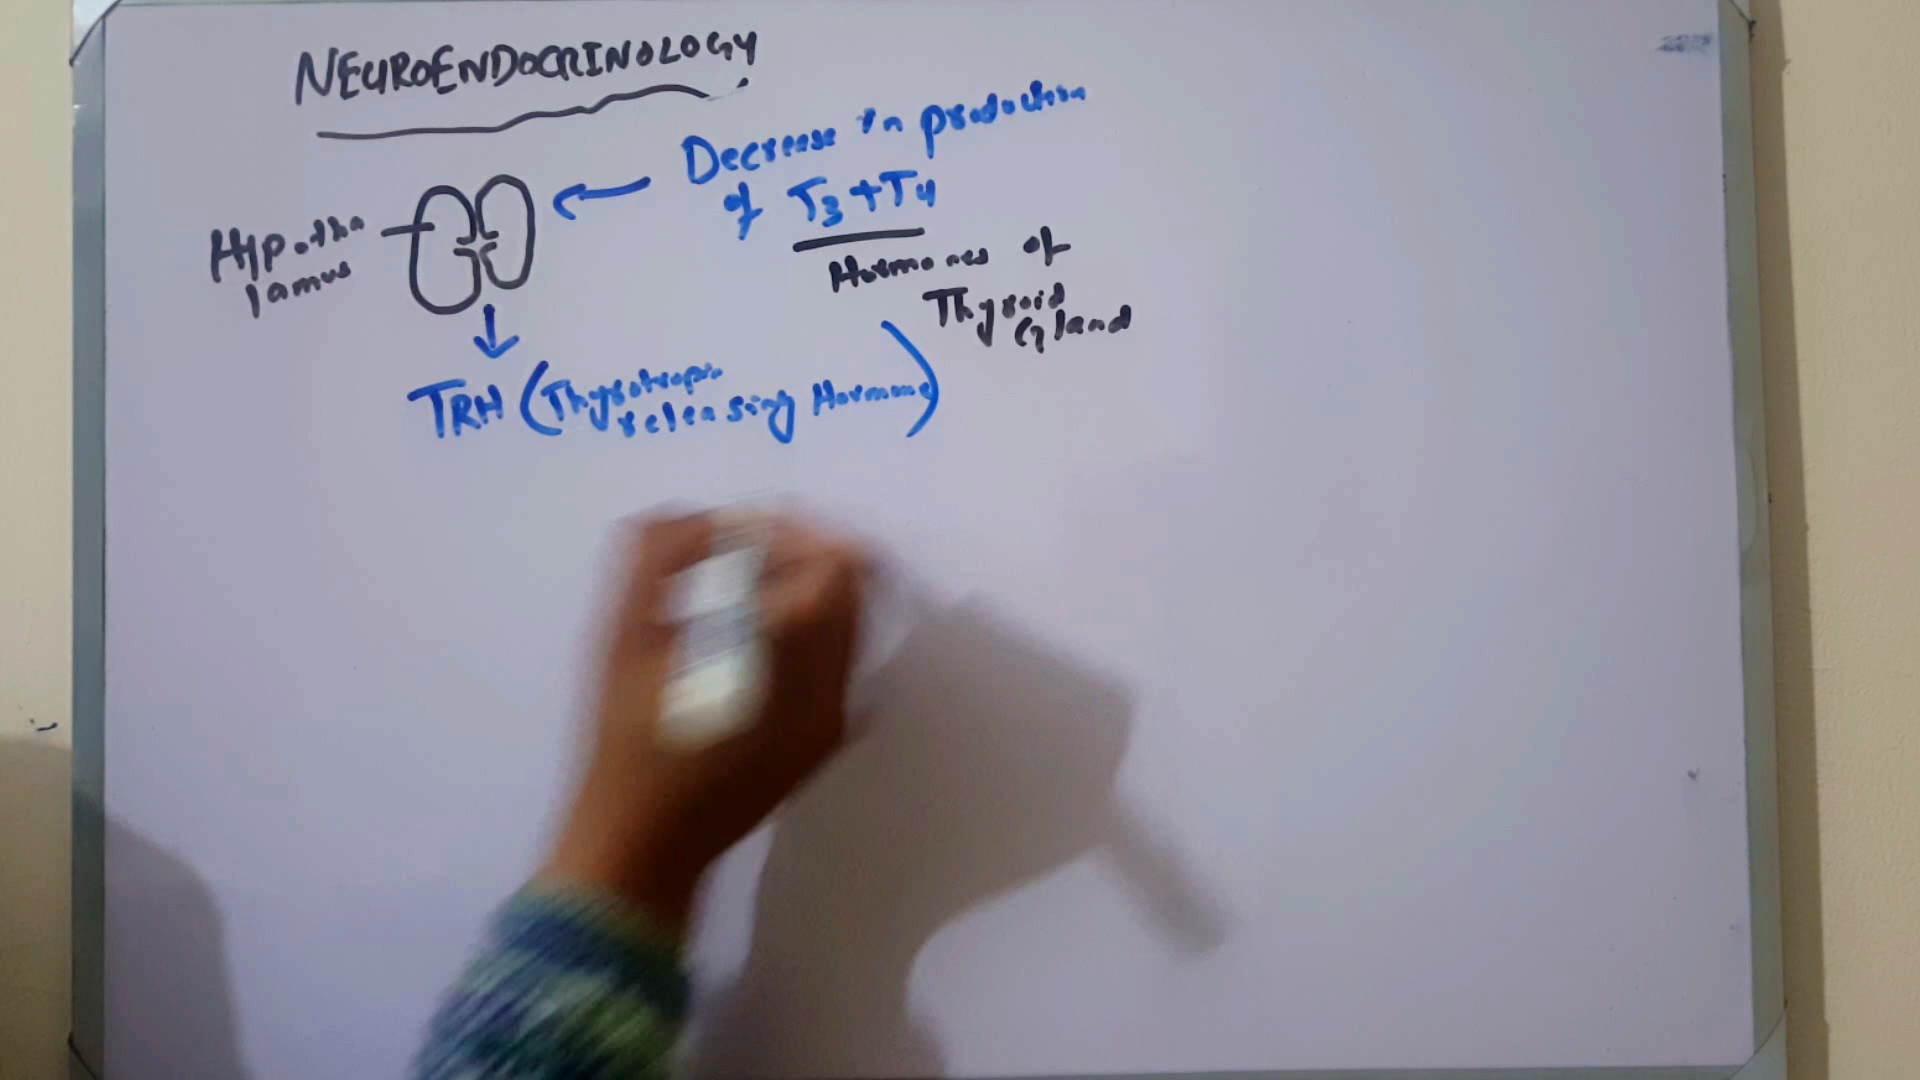 NEUROENDOCRINOLOGY
Decrease in production
of T3+T4
Hypotha
lamus
Hormones of
Thyroid
Gland
TRH (Thyrotropin
releasing Hormone)